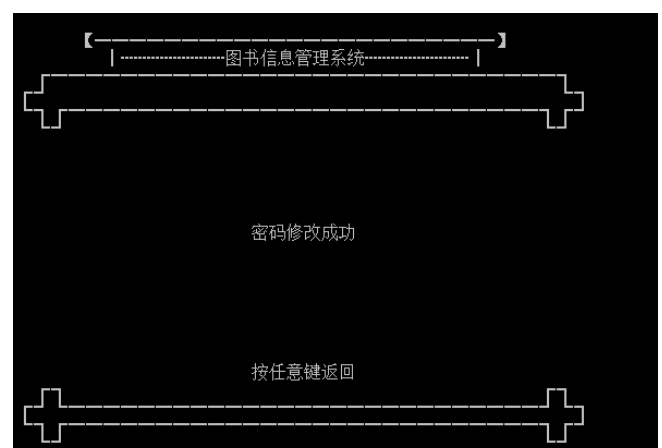 图书信息管理系统
密码修改成功
按任意键返回